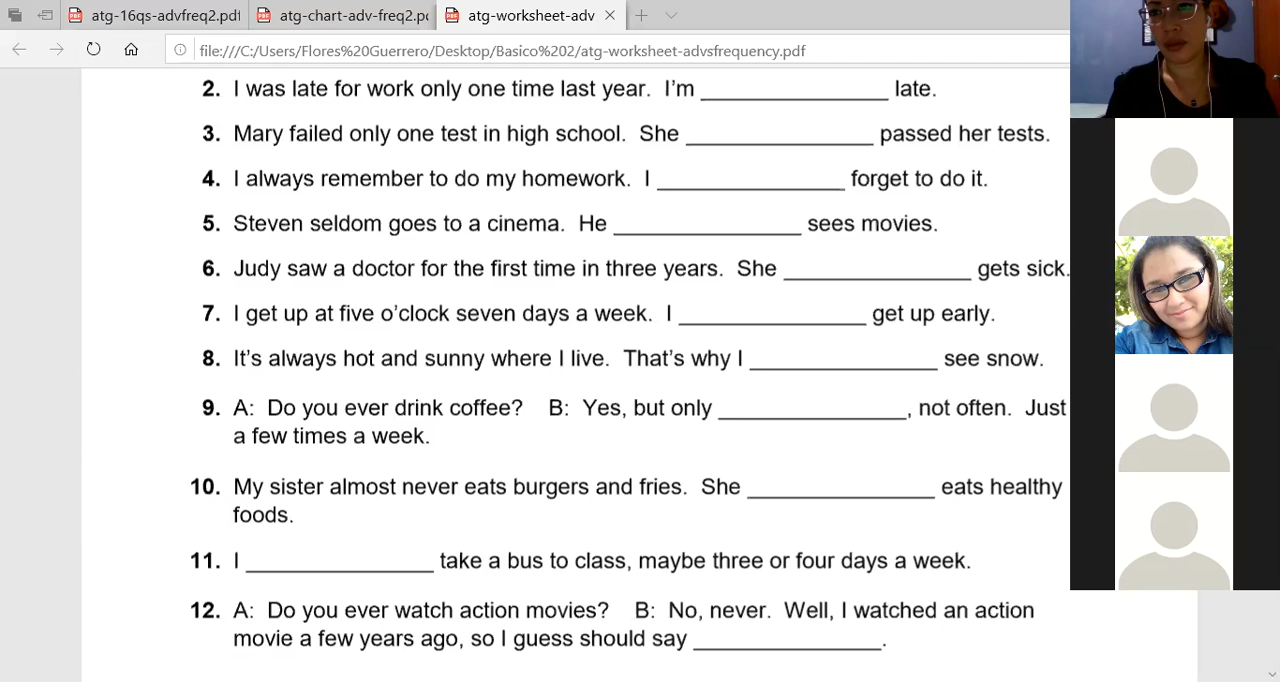 atg-16qs-advfreq2.pdf
atg-chart-adv-freq2.pd
atg-worksheet-adv
file:///C:/Users/Flores%20Guerrero/Desktop/Basico%202/atg-worksheet-advsfrequency.pdf
2. I was late for work only one time last year. I'm _______________ late.
3. Mary failed only one test in high school. She _______________ passed her tests.
4. I always remember to do my homework. I _______________ forget to do it.
5. Steven seldom goes to a cinema. He _______________ sees movies.
6. Judy saw a doctor for the first time in three years. She _______________ gets sick.
7. I get up at five o'clock seven days a week. I _______________ get up early.
8. It's always hot and sunny where I live. That's why I _______________ see snow.
9. A: Do you ever drink coffee? B: Yes, but only _______________, not often. Just
a few times a week.
10. My sister almost never eats burgers and fries. She _______________ eats healthy
foods.
11. I _______________ take a bus to class, maybe three or four days a week.
12. A: Do you ever watch action movies? B: No, never. Well, I watched an action
movie a few years ago, so I guess should say _______________.